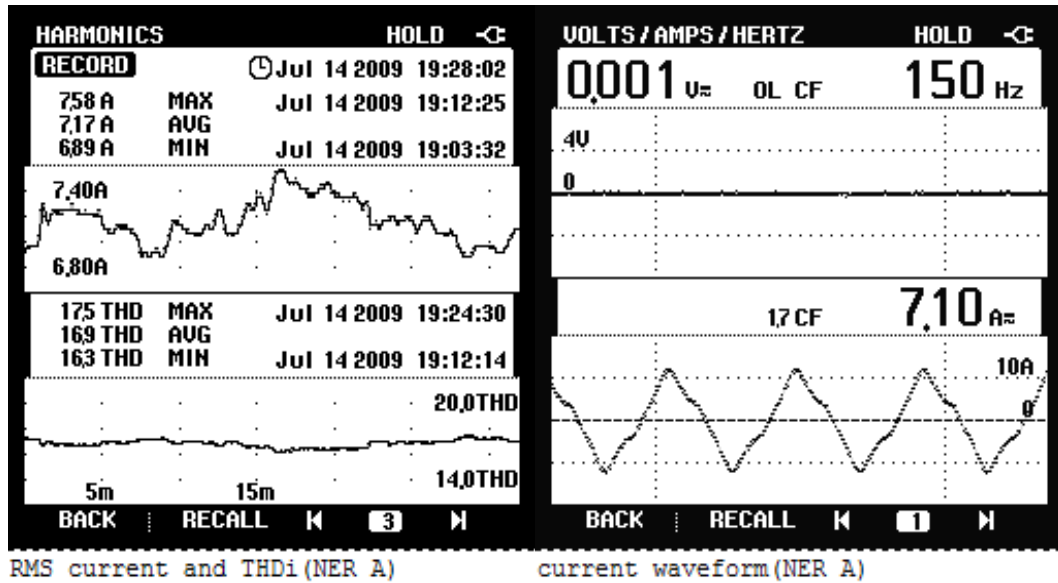 HARMONICS HOLD
RECORD Jul 14 2009 19:28:02
7,58 A MAX Jul 14 2009 19:12:25
7,17 A AVG
6,89 A MIN Jul 14 2009 19:03:32
7,40A
6,80A
17,5 THD MAX Jul 14 2009 19:24:30
16,9 THD AVG
16,3 THD MIN Jul 14 2009 19:12:14
20,0THD
14,0THD
5m 15m
BACK RECALL 3
RMS current and THDi(NER A)
VOLTS/AMPS/HERTZ HOLD
0,001 V OL CF 150 Hz
4V
0
1,7 CF 7,10 A
10A
0
BACK RECALL 1
current waveform(NER A)